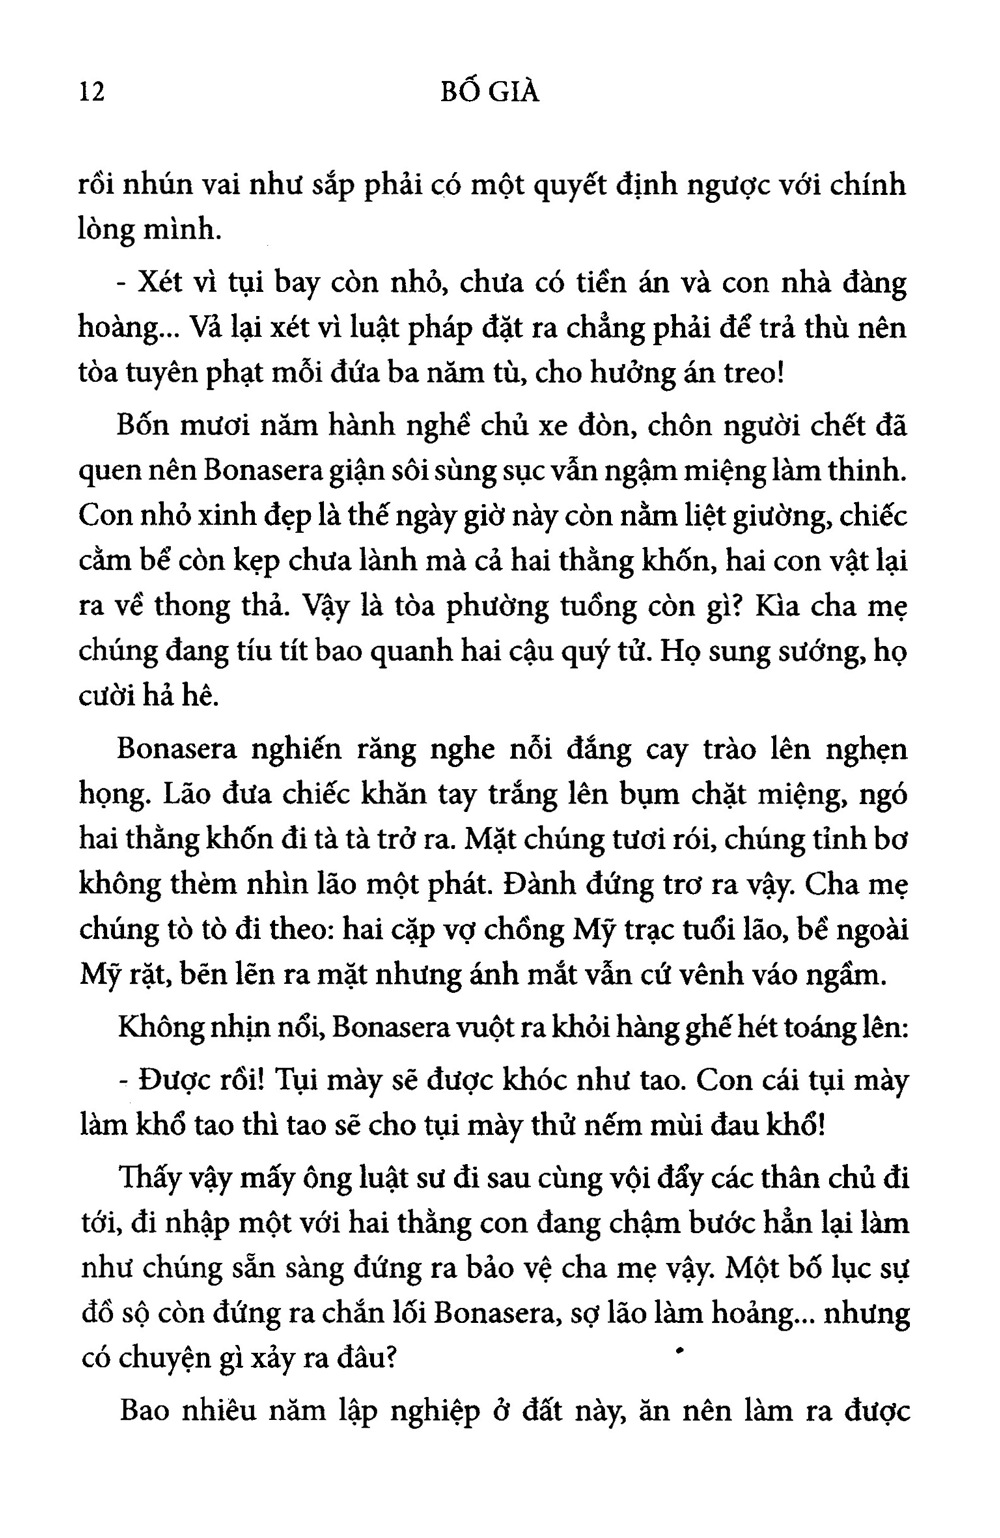 12
BỐ GIÀ
rồi nhún vai như sắp phải có một quyết định ngược với chính
lòng mình.
- Xét vì tụi bay còn nhỏ, chưa có tiền án và con nhà đàng
hoàng... Vả lại xét vì luật pháp đặt ra chẳng phải để trả thù nên
tòa tuyên phạt mỗi đứa ba năm tù, cho hưởng án treo!
Bốn mươi năm hành nghề chủ xe đòn, chôn người chết đã
quen nên Bonasera giận sôi sùng sục vẫn ngậm miệng làm thinh.
Con nhỏ xinh đẹp là thế ngày giờ này còn nằm liệt giường, chiếc
cằm bể còn kẹp chưa lành mà cả hai thằng khốn, hai con vật lại
ra về thong thả. Vậy là tòa phường tuồng còn gì? Kìa cha mẹ
chúng đang tíu tít bao quanh hai cậu quý tử. Họ sung sướng, họ
cười hả hê.
Bonasera nghiến răng nghe nỗi đắng cay trào lên nghẹn
họng. Lão đưa chiếc khăn tay trắng lên bụm chặt miệng, ngó
hai thằng khốn đi tà tà trở ra. Mặt chúng tươi rói, chúng tỉnh bơ
không thèm nhìn lão một phát. Đành đứng trơ ra vậy. Cha mẹ
chúng tò tò đi theo: hai cặp vợ chồng Mỹ trạc tuổi lão, bề ngoài
Mỹ rặt, bẽn lẽn ra mặt nhưng ánh mắt vẫn cứ vênh váo ngầm.
Không nhịn nổi, Bonasera vuột ra khỏi hàng ghế hét toáng lên:
- Được rồi! Tụi mày sẽ được khóc như tao. Con cái tụi mày
làm khổ tao thì tao sẽ cho tụi mày thử nếm mùi đau khổ!
Thấy vậy mấy ông luật sư đi sau cùng vội đẩy các thân chủ đi
tới, đi nhập một với hai thằng con đang chậm bước hẳn lại làm
như chúng sẵn sàng đứng ra bảo vệ cha mẹ vậy. Một bố lục sự
đồ sộ còn đứng ra chắn lối Bonasera, sợ lão làm hoảng... nhưng
có chuyện gì xảy ra đâu?
Bao nhiêu năm lập nghiệp ở đất này, ăn nên làm ra được